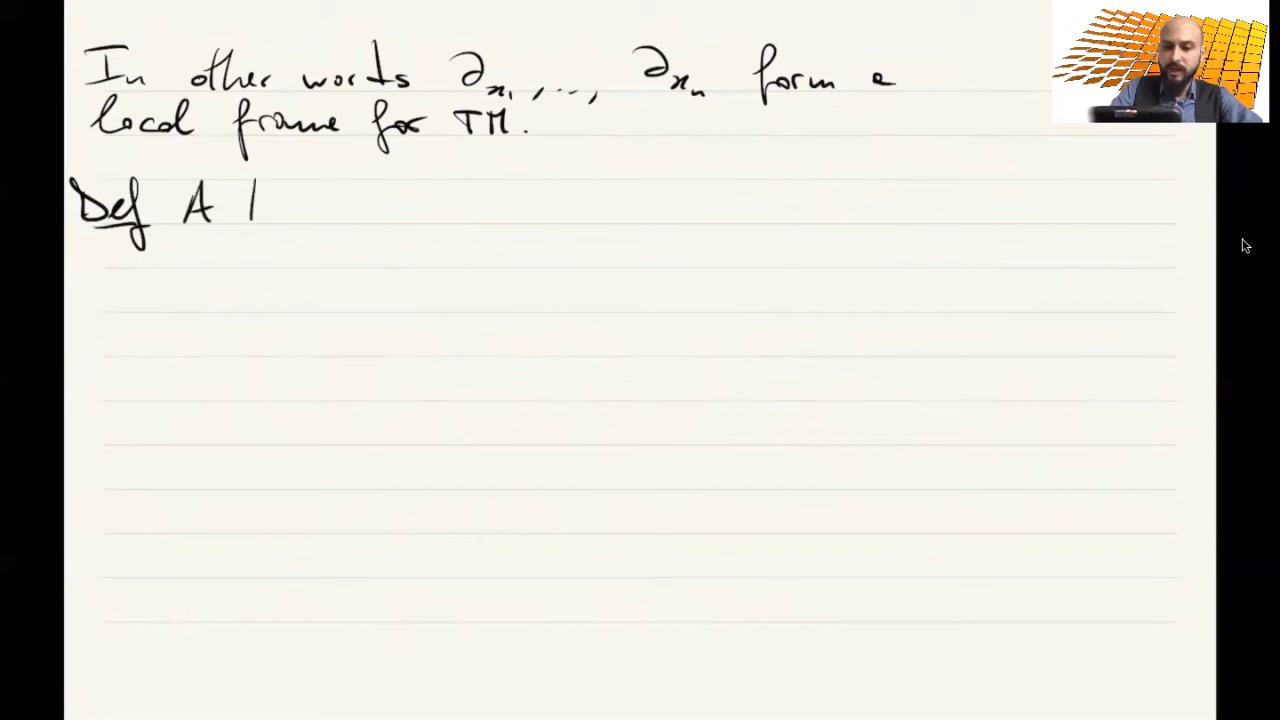 In other words ∂ₓ₁,..., ∂ₓₙ form a
local frame for TM.
Def A